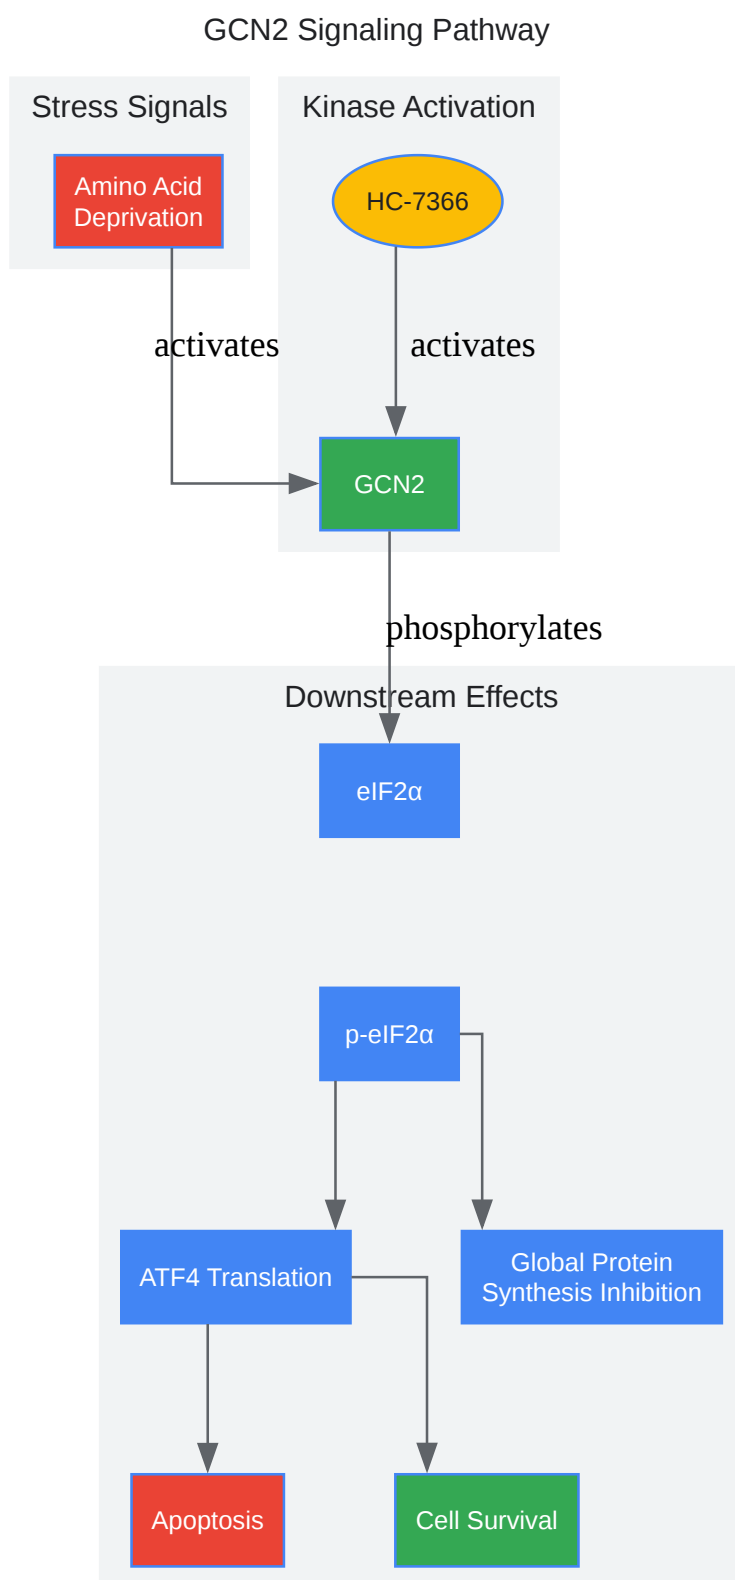 GCN2 Signaling Pathway
Stress Signals
Kinase Activation
Amino Acid
Deprivation
HC-7366
activates
activates
GCN2
phosphorylates
Downstream Effects
eIF2α
p-eIF2α
ATF4 Translation
Global Protein
Synthesis Inhibition
Apoptosis
Cell Survival